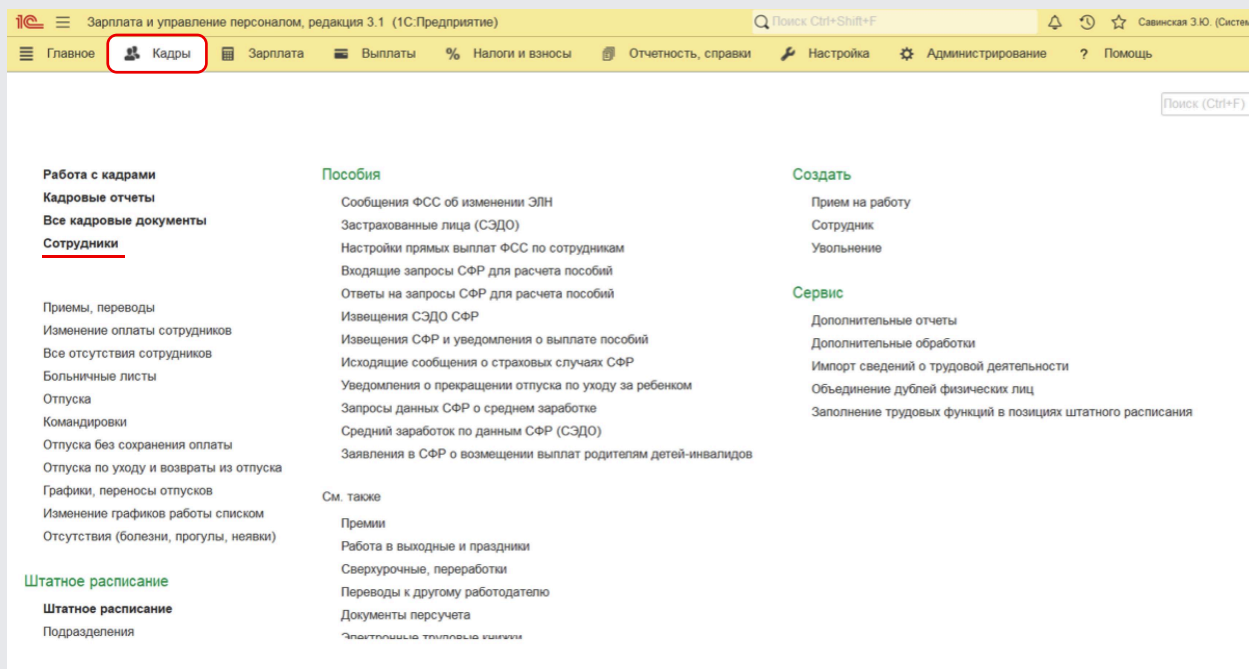 1С Зарплата и управление персоналом, редакция 3.1 (1С:Предприятие) Поиск Ctrl+Shift+F Савинская З.Ю. (Систем
Главное Кадры Зарплата Выплаты % Налоги и взносы Отчетность, справки Настройка Администрирование ? Помощь
Поиск (Ctrl+F)
Работа с кадрами
Кадровые отчеты
Все кадровые документы
Сотрудники
Приемы, переводы
Изменение оплаты сотрудников
Все отсутствия сотрудников
Больничные листы
Отпуска
Командировки
Отпуска без сохранения оплаты
Отпуска по уходу и возвраты из отпуска
Графики, переносы отпусков
Изменение графиков работы списком
Отсутствия (болезни, прогулы, неявки)
Штатное расписание
Штатное расписание
Подразделения
Пособия
Сообщения ФСС об изменении ЭЛН
Застрахованные лица (СЭДО)
Настройки прямых выплат ФСС по сотрудникам
Входящие запросы СФР для расчета пособий
Ответы на запросы СФР для расчета пособий
Извещения СЭДО СФР
Извещения СФР и уведомления о выплате пособий
Исходящие сообщения о страховых случаях СФР
Уведомления о прекращении отпуска по уходу за ребенком
Запросы данных СФР о среднем заработке
Средний заработок по данным СФР (СЭДО)
Заявления в СФР о возмещении выплат родителям детей-инвалидов
См. также
Премии
Работа в выходные и праздники
Сверхурочные, переработки
Переводы к другому работодателю
Документы персучета
Электронные трудовые книжки
Создать
Прием на работу
Сотрудник
Увольнение
Сервис
Дополнительные отчеты
Дополнительные обработки
Импорт сведений о трудовой деятельности
Объединение дублей физических лиц
Заполнение трудовых функций в позициях штатного расписания